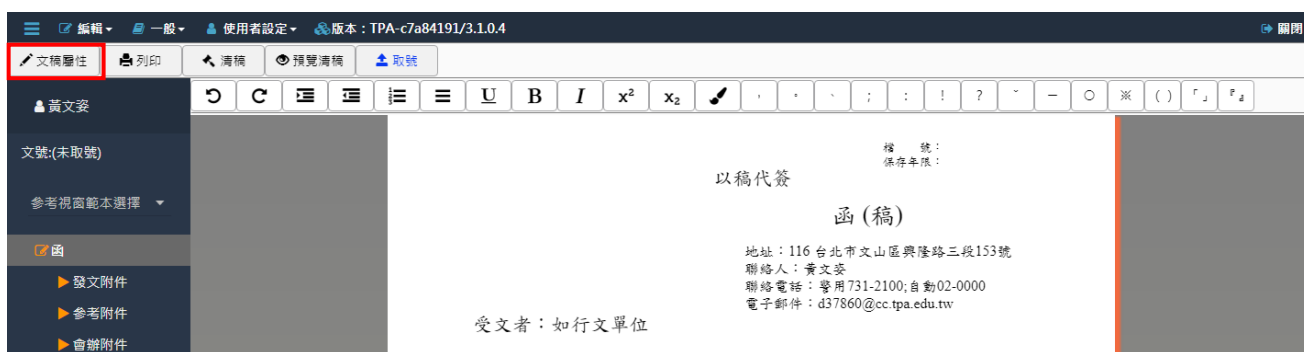 編輯 一般 使用者設定 版本：TPA-c7a84191/3.1.0.4 關閉
文稿屬性 列印 清稿 預覽清稿 取號
黃文姿
U B I x² x₂ ， 。 、 ； ： ！ ？ ˇ － ○ ※ ( ) 「」 『』
文號:(未取號)
參考視窗範本選擇
函
發文附件
參考附件
會辦附件
檔 號：
保存年限：
以稿代簽
函 (稿)
地址：116 台北市文山區興隆路三段153號
聯絡人：黃文姿
聯絡電話：警用731-2100;自動02-0000
電子郵件：d37860@cc.tpa.edu.tw
受文者：如行文單位